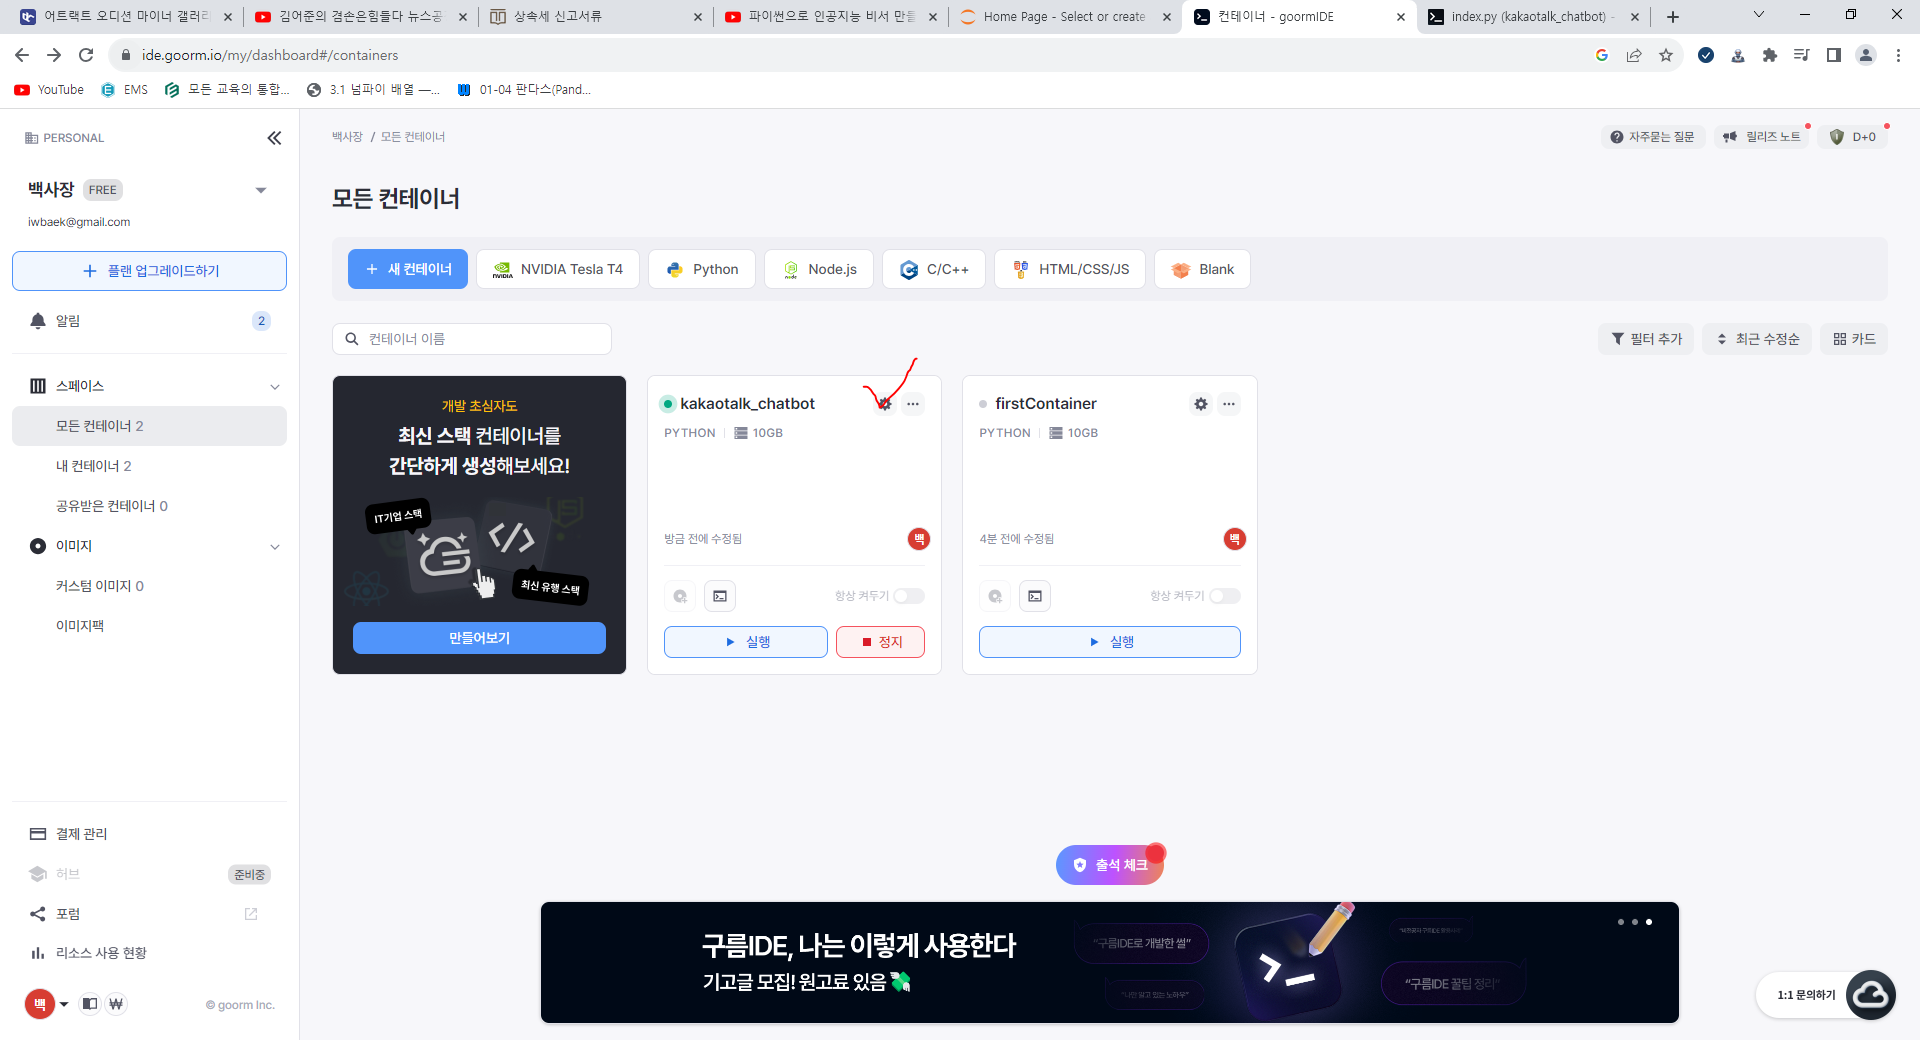 어트랙트 오디션 마이너 갤러리
김어준의 겸손은힘들다 뉴스공
상속세 신고서류
파이썬으로 인공지능 비서 만들
Home Page - Select or create
컨테이너 - goormIDE
index.py (kakaotalk_chatbot) -
ide.goorm.io/my/dashboard#/containers
YouTube
EMS
모든 교육의 통합...
3.1 넘파이 배열 —...
01-04 판다스(Pand...
PERSONAL
백사장 FREE
iwbaek@gmail.com
+ 플랜 업그레이드하기
알림 2
스페이스
모든 컨테이너 2
내 컨테이너 2
공유받은 컨테이너 0
이미지
커스텀 이미지 0
이미지팩
결제 관리
허브 준비중
포럼
리소스 사용 현황
백
© goorm Inc.
백사장 / 모든 컨테이너
자주묻는 질문
릴리즈 노트
D+0
모든 컨테이너
+ 새 컨테이너
NVIDIA Tesla T4
Python
Node.js
C/C++
HTML/CSS/JS
Blank
컨테이너 이름
필터 추가
최근 수정순
카드
개발 초심자도
최신 스택 컨테이너를
간단하게 생성해보세요!
IT기업 스택
최신 유행 스택
만들어보기
kakaotalk_chatbot
PYTHON 10GB
방금 전에 수정됨
백
항상 켜두기
실행
정지
firstContainer
PYTHON 10GB
4분 전에 수정됨
백
항상 켜두기
실행
출석 체크
구름IDE, 나는 이렇게 사용한다
기고글 모집! 원고료 있음
"구름IDE로 개발한 썰"
"나만 알고 있는 노하우"
"구름IDE 꿀팁 정리"
1:1 문의하기